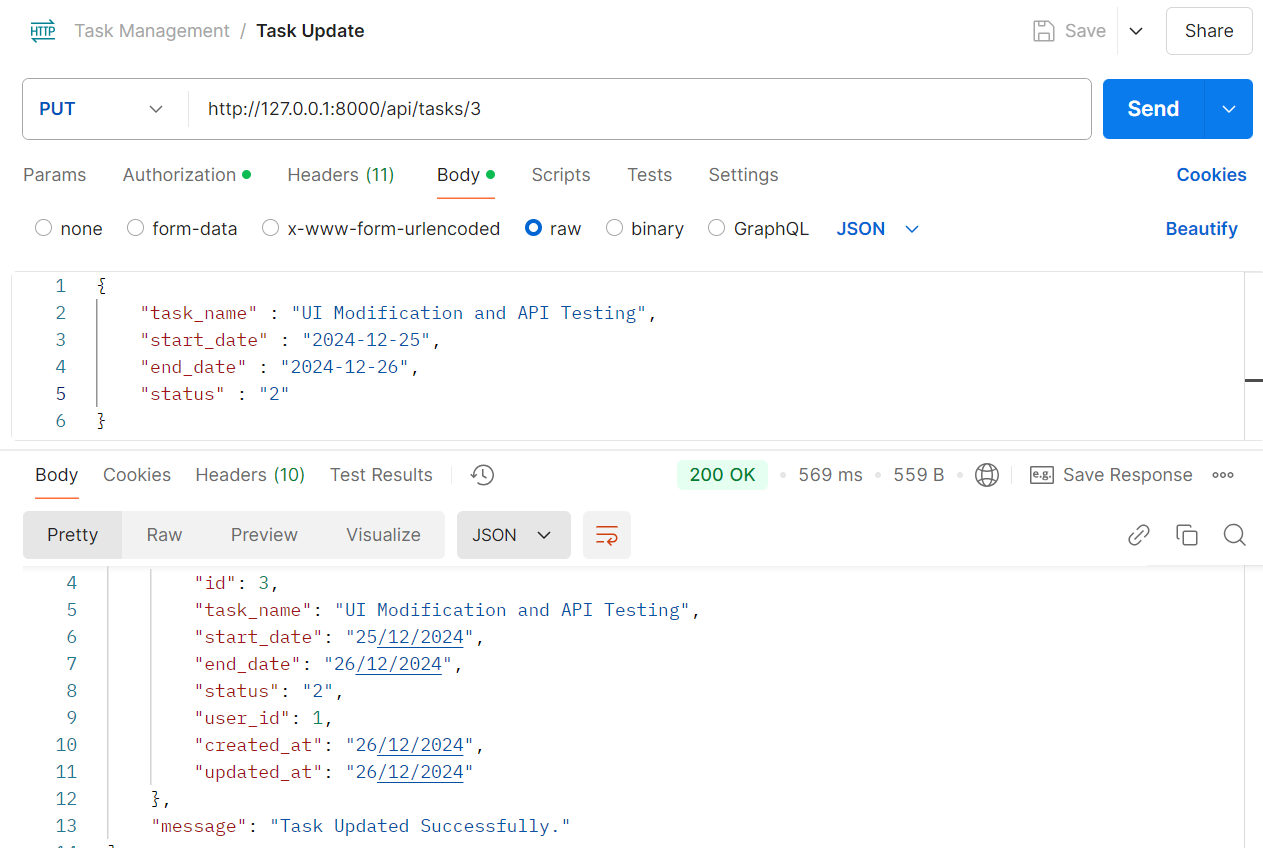 HTTP Task Management / Task Update Save Share
PUT http://127.0.0.1:8000/api/tasks/3 Send
Params Authorization Headers (11) Body Scripts Tests Settings Cookies
none form-data x-www-form-urlencoded raw binary GraphQL JSON Beautify
1 {
2 "task_name" : "UI Modification and API Testing",
3 "start_date" : "2024-12-25",
4 "end_date" : "2024-12-26",
5 "status" : "2"
6 }
Body Cookies Headers (10) Test Results 200 OK 569 ms 559 B e.g. Save Response
Pretty Raw Preview Visualize JSON
4 "id": 3,
5 "task_name": "UI Modification and API Testing",
6 "start_date": "25/12/2024",
7 "end_date": "26/12/2024",
8 "status": "2",
9 "user_id": 1,
10 "created_at": "26/12/2024",
11 "updated_at": "26/12/2024"
12 },
13 "message": "Task Updated Successfully."